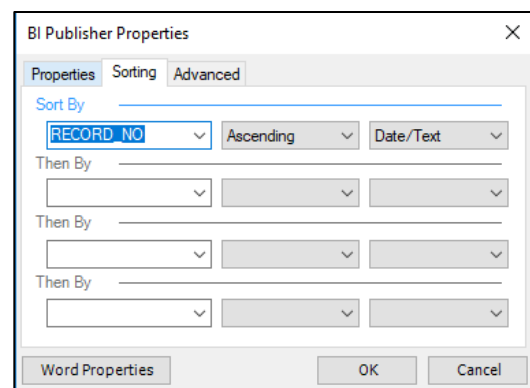 BI Publisher Properties
Properties Sorting Advanced
Sort By
RECORD_NO Ascending Date/Text
Then By
Then By
Then By
Word Properties OK Cancel